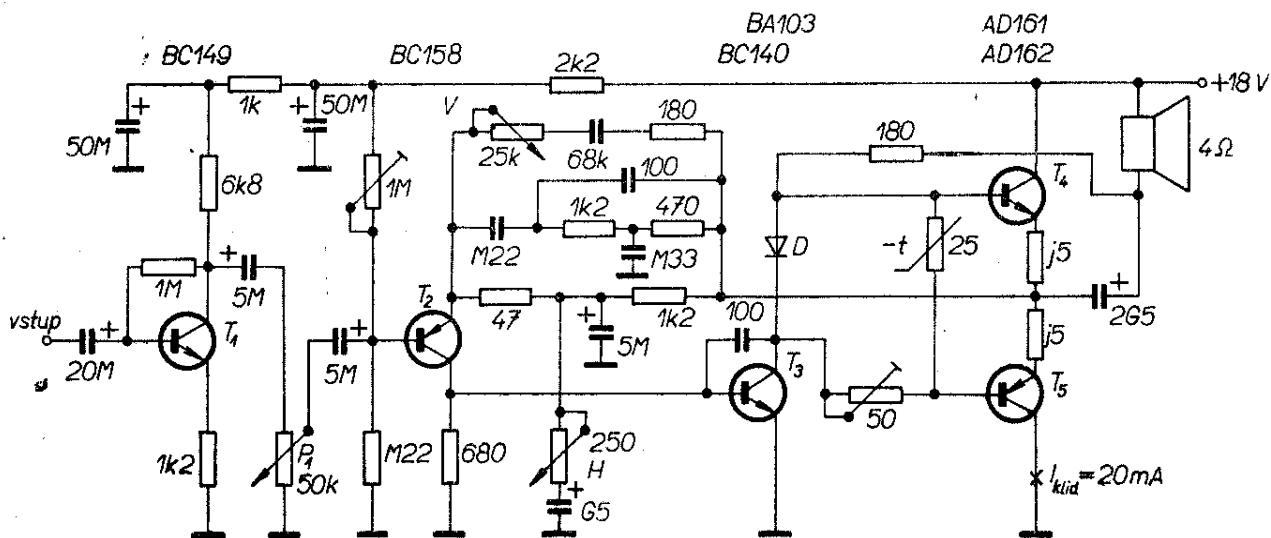 BA103 AD161
BC149 BC158 BC140 AD162
2k2
+18V
1k
50M
50M
V
25k
68k
180
180
4Ω
6k8
1M
100
T4
M22
1k2
470
M33
D
-t
25
j5
1M
5M
T2
47
5M
1k2
2G5
vstup
20M
T1
5M
100
T3
j5
50
T5
1k2
P1
50k
M22
680
250
H
G5
Iklid=20mA
+
+
+
+
+
+
+
+